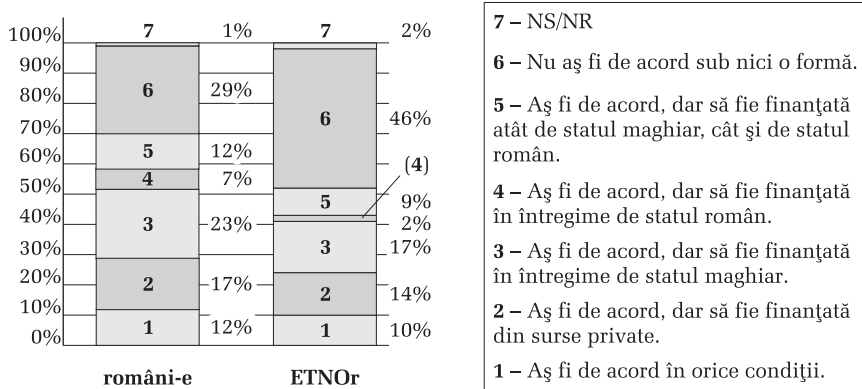 100%
90%
80%
70%
60%
50%
40%
30%
20%
10%
0%
7 1% 7 2%
6 29% 6 46%
5 12% 5 9%
4 7% (4) 2%
3 23% 3 17%
2 17% 2 14%
1 12% 1 10%
români-e ETNOr
7 – NS/NR
6 – Nu aş fi de acord sub nici o formă.
5 – Aş fi de acord, dar să fie finanţată
atât de statul maghiar, cât şi de statul
român.
4 – Aş fi de acord, dar să fie finanţată
în întregime de statul român.
3 – Aş fi de acord, dar să fie finanţată
în întregime de statul maghiar.
2 – Aş fi de acord, dar să fie finanţată
din surse private.
1 – Aş fi de acord în orice condiţii.